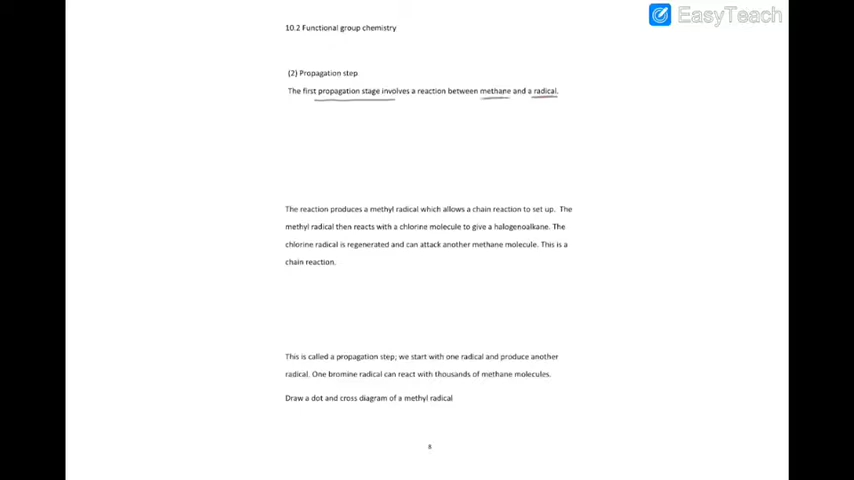 EasyTeach
10.2 Functional group chemistry
(2) Propagation step
The first propagation stage involves a reaction between methane and a radical.
The reaction produces a methyl radical which allows a chain reaction to set up. The
methyl radical then reacts with a chlorine molecule to give a halogenoalkane. The
chlorine radical is regenerated and can attack another methane molecule. This is a
chain reaction.
This is called a propagation step; we start with one radical and produce another
radical. One bromine radical can react with thousands of methane molecules.
Draw a dot and cross diagram of a methyl radical
8